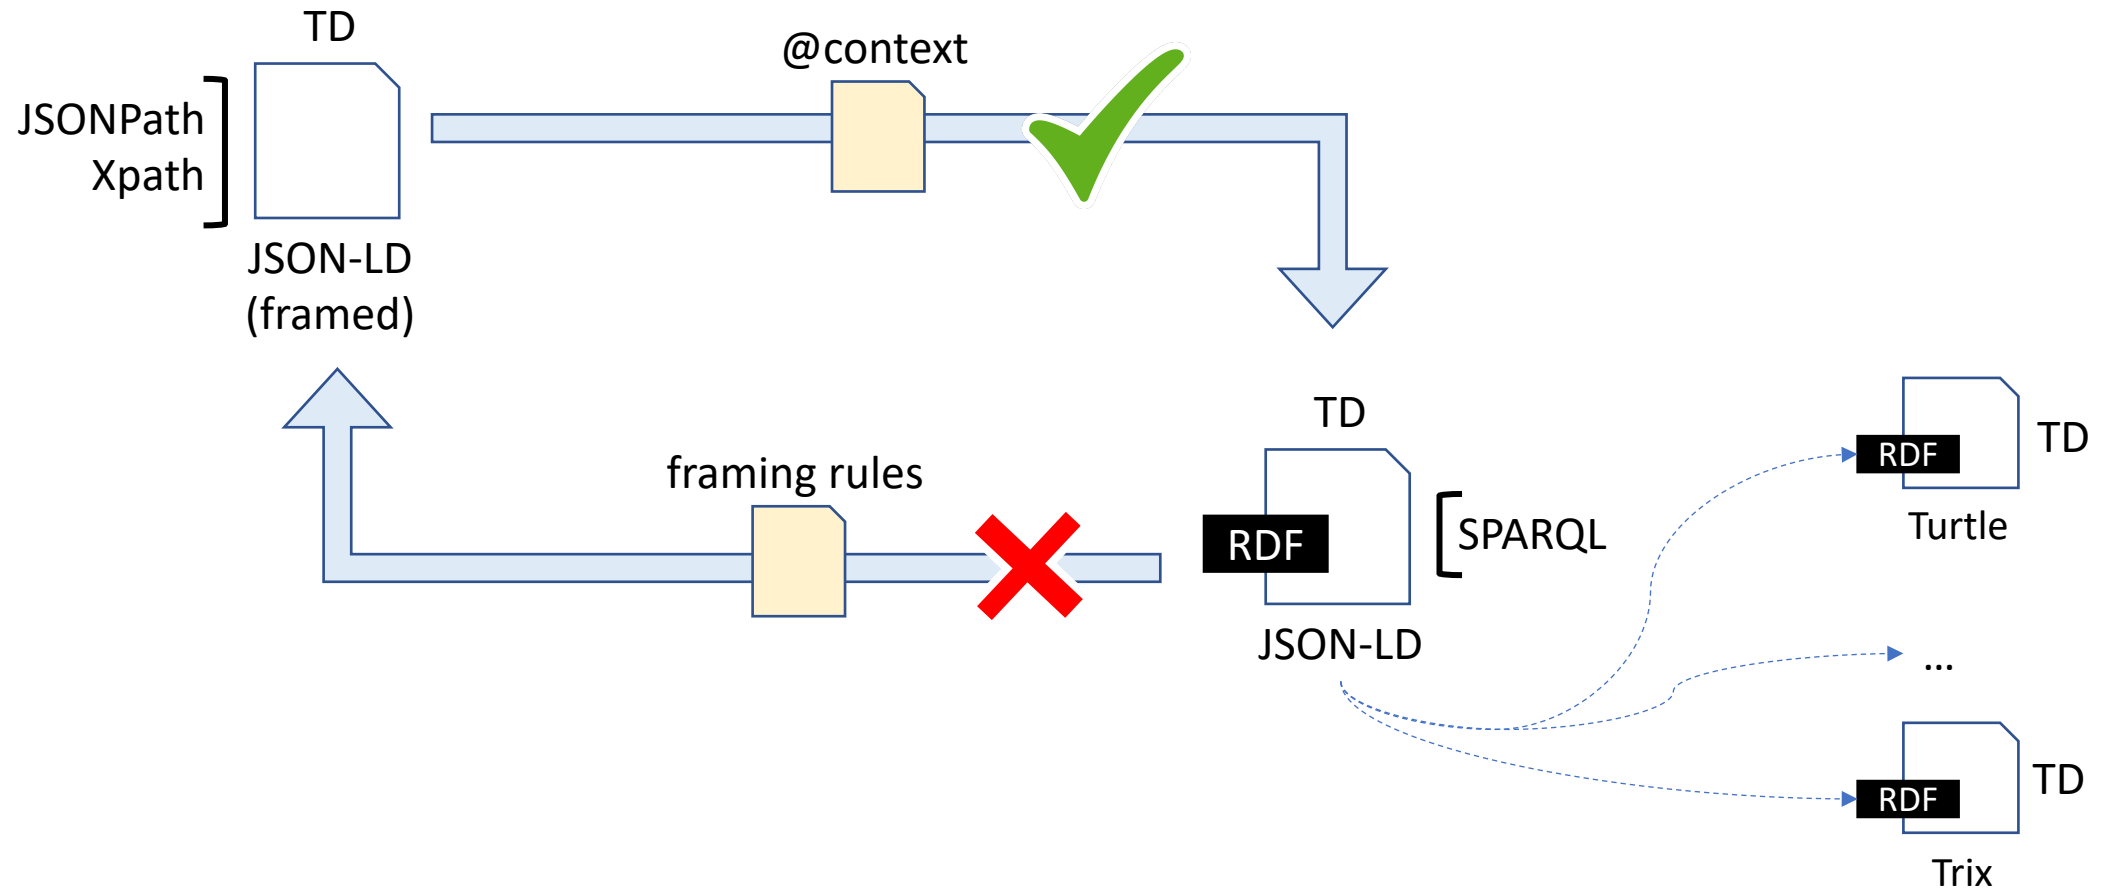 TD
@context
JSONPath
Xpath
JSON-LD
(framed)
TD
framing rules
RDF
SPARQL
JSON-LD
RDF
TD
Turtle
...
RDF
TD
Trix